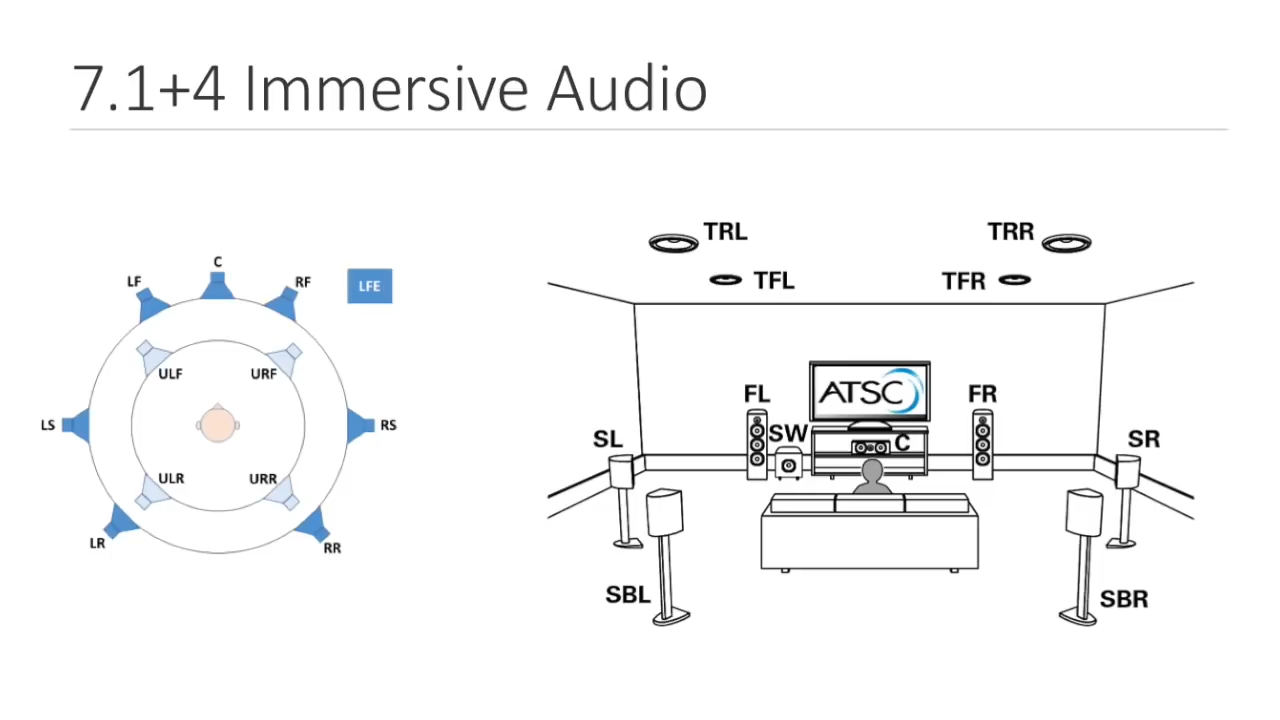 7.1+4 Immersive Audio
C
LF
RF
LFE
ULF
URF
LS
RS
ULR
URR
LR
RR
TRL
TRR
TFL
TFR
ATSC
FL
FR
SW
C
SL
SR
SBL
SBR